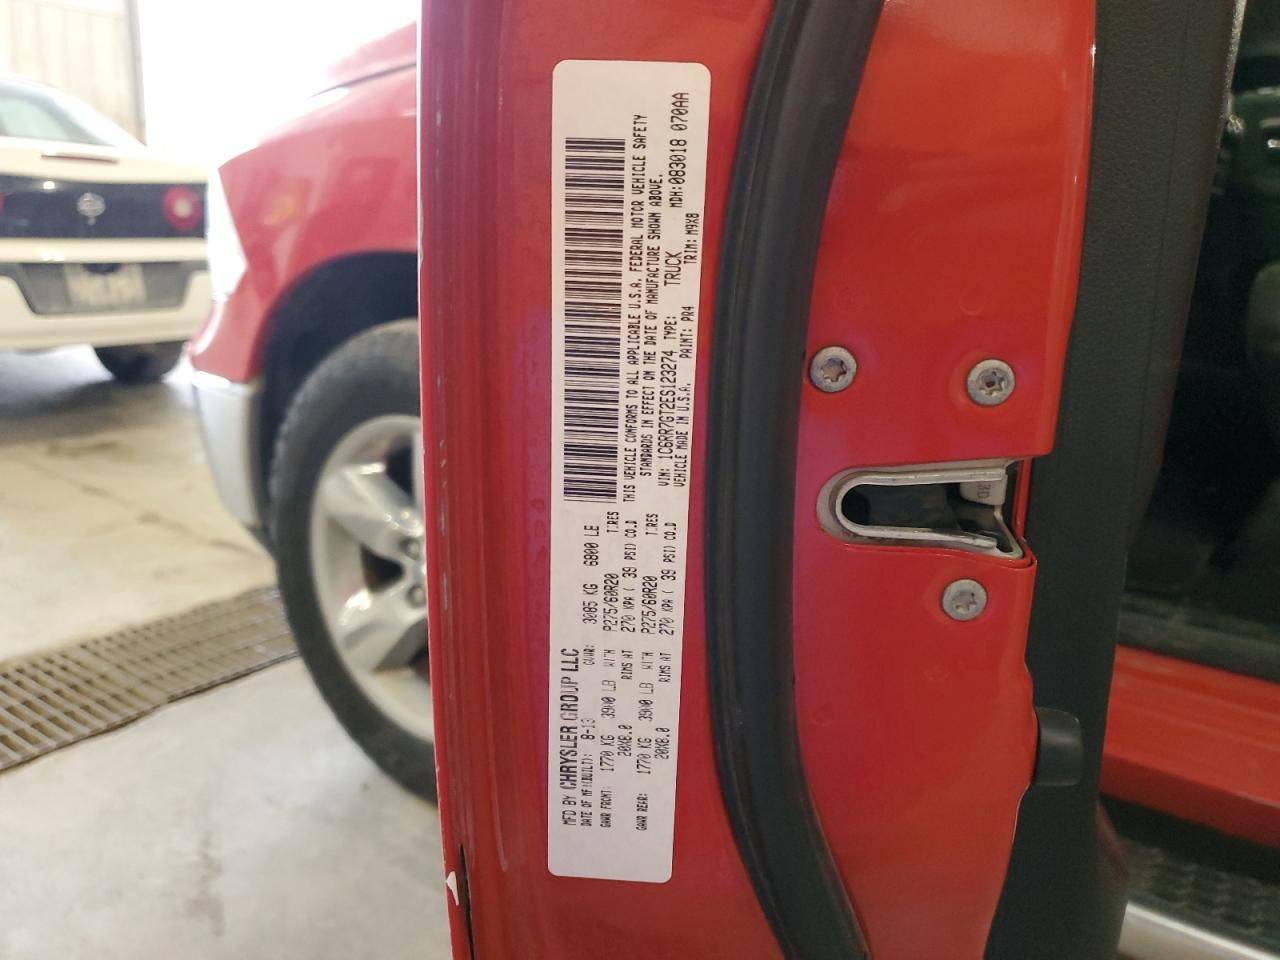 MFD BY CHRYSLER GROUP LLC
DATE OF MF (BUILT): 8-13 GVWR: 3085 KG 6800 LB
GAWR FRONT: 1770 KG 3900 LB WITH P275/60R20 TIRES
20X8.0 RIMS AT 270 KPA ( 39 PSI) COLD
GAWR REAR: 1770 KG 3900 LB WITH P275/60R20 TIRES
20X8.0 RIMS AT 270 KPA ( 39 PSI) COLD
THIS VEHICLE CONFORMS TO ALL APPLICABLE U.S.A. FEDERAL MOTOR VEHICLE SAFETY
STANDARDS IN EFFECT ON THE DATE OF MANUFACTURE SHOWN ABOVE.
VIN: 1C6RR7GT2ES123274 TYPE: TRUCK MDH:083018 070AA
VEHICLE MADE IN U.S.A. PAINT: PR4 TRIM: M9X8
30